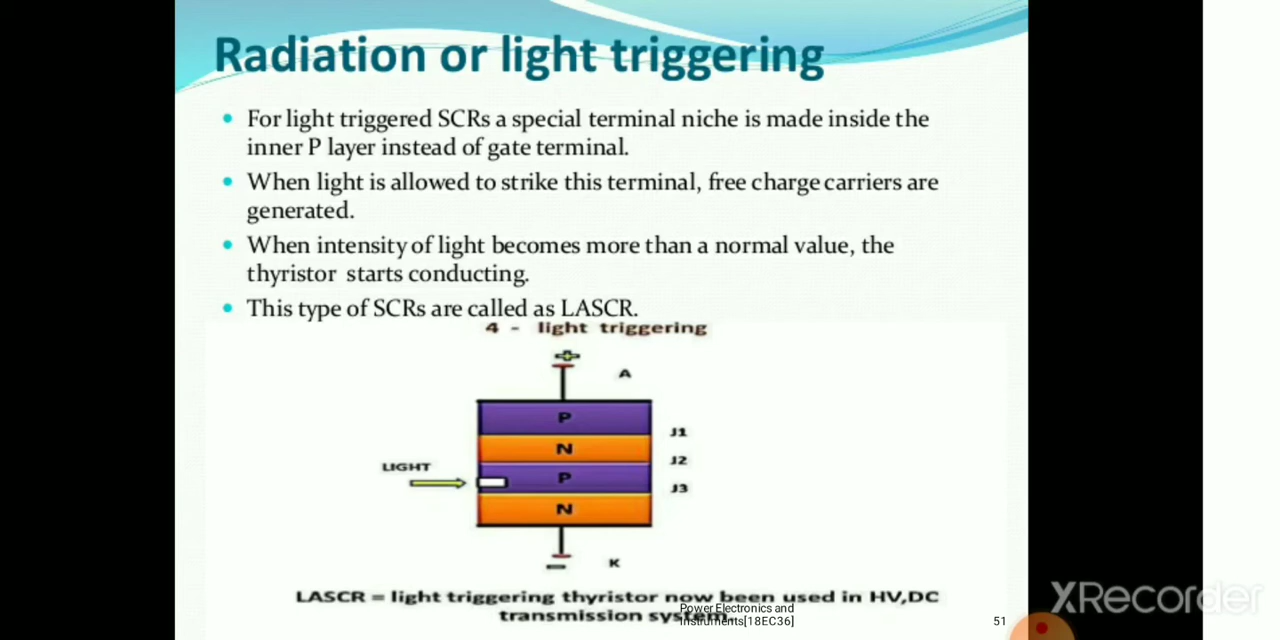 Radiation or light triggering
• For light triggered SCRs a special terminal niche is made inside the
inner P layer instead of gate terminal.
• When light is allowed to strike this terminal, free charge carriers are
generated.
• When intensity of light becomes more than a normal value, the
thyristor starts conducting.
• This type of SCRs are called as LASCR.
4 - light triggering
+
A
P
J1
N
J2
LIGHT
P
J3
N
K
-
LASCR = light triggering thyristor now been used in HV,DC
transmission system.
Power Electronics and
Instruments[18EC36]
51
XRecorder